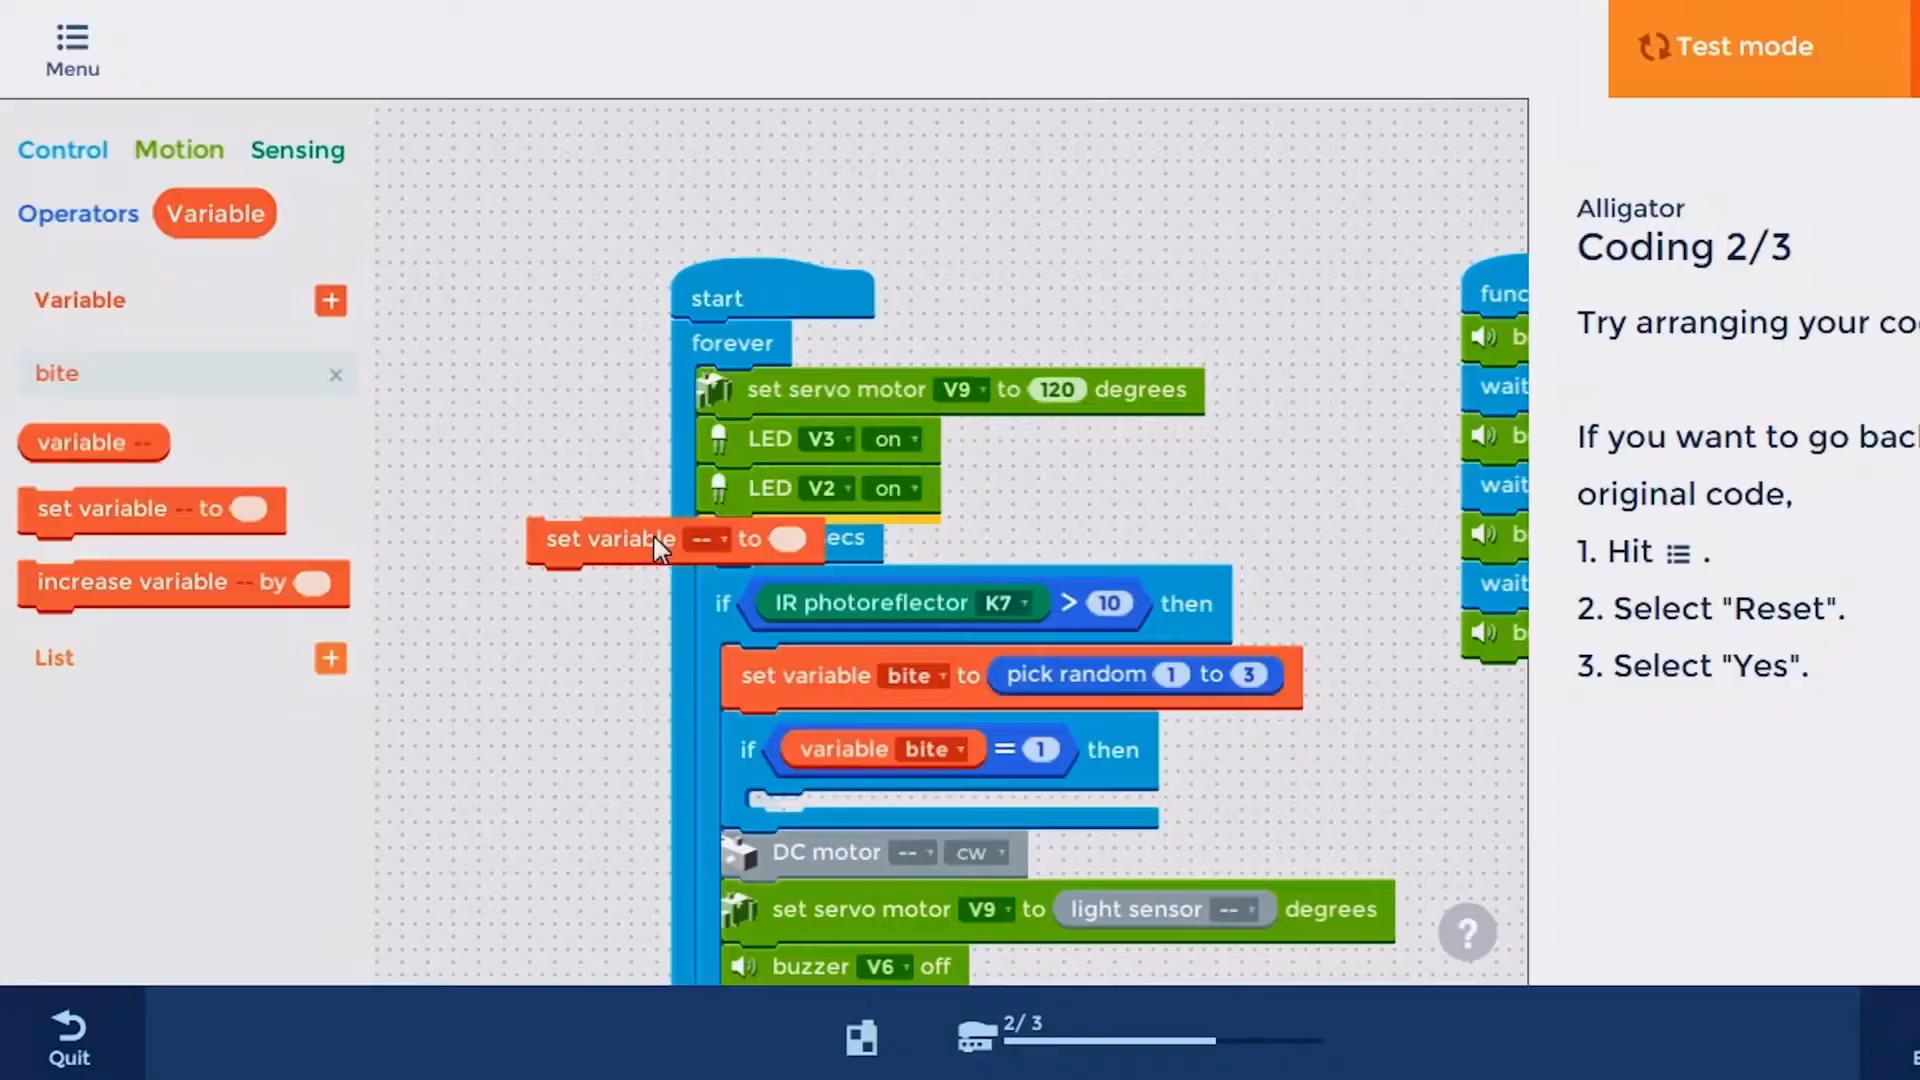 Menu
Test mode
Control Motion Sensing
Operators Variable
Variable +
bite ×
variable --
set variable -- to
increase variable -- by
List +
start
forever
set servo motor V9 to 120 degrees
LED V3 on
LED V2 on
set variable -- to
if IR photoreflector K7 > 10 then
set variable bite to pick random 1 to 3
if variable bite = 1 then
DC motor -- cw
set servo motor V9 to light sensor -- degrees
buzzer V6 off
wait
wait
wait
Alligator
Coding 2/3
Try arranging your
If you want to go
original code,
1. Hit .
2. Select "Reset".
3. Select "Yes".
?
Quit
2/ 3